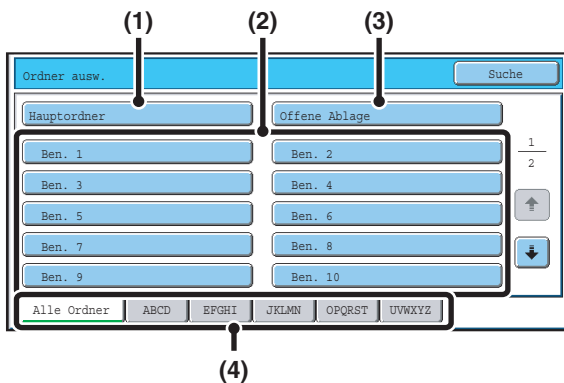 (1) (2) (3)
Ordner ausw. Suche
Hauptordner Offene Ablage
Ben. 1 Ben. 2
1
2
Ben. 3 Ben. 4
Ben. 5 Ben. 6
Ben. 7 Ben. 8
Ben. 9 Ben. 10
Alle Ordner ABCD EFGHI JKLMN OPQRST UVWXYZ
(4)